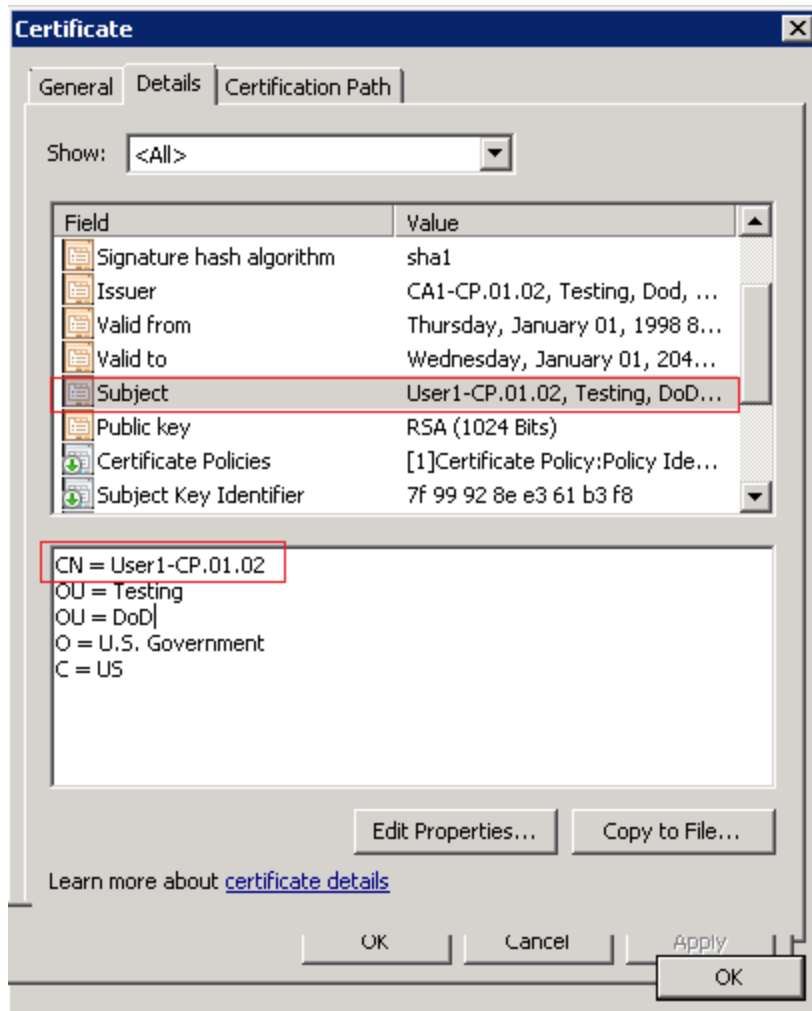 Certificate
General Details Certification Path
Show: <All>
Field Value
Signature hash algorithm sha1
Issuer CA1-CP.01.02, Testing, Dod, ...
Valid from Thursday, January 01, 1998 8...
Valid to Wednesday, January 01, 204...
Subject User1-CP.01.02, Testing, DoD...
Public key RSA (1024 Bits)
Certificate Policies [1]Certificate Policy:Policy Ide...
Subject Key Identifier 7f 99 92 8e e3 61 b3 f8
CN = User1-CP.01.02
OU = Testing
OU = DoD
O = U.S. Government
C = US
Edit Properties... Copy to File...
Learn more about certificate details
OK Cancel Apply
OK